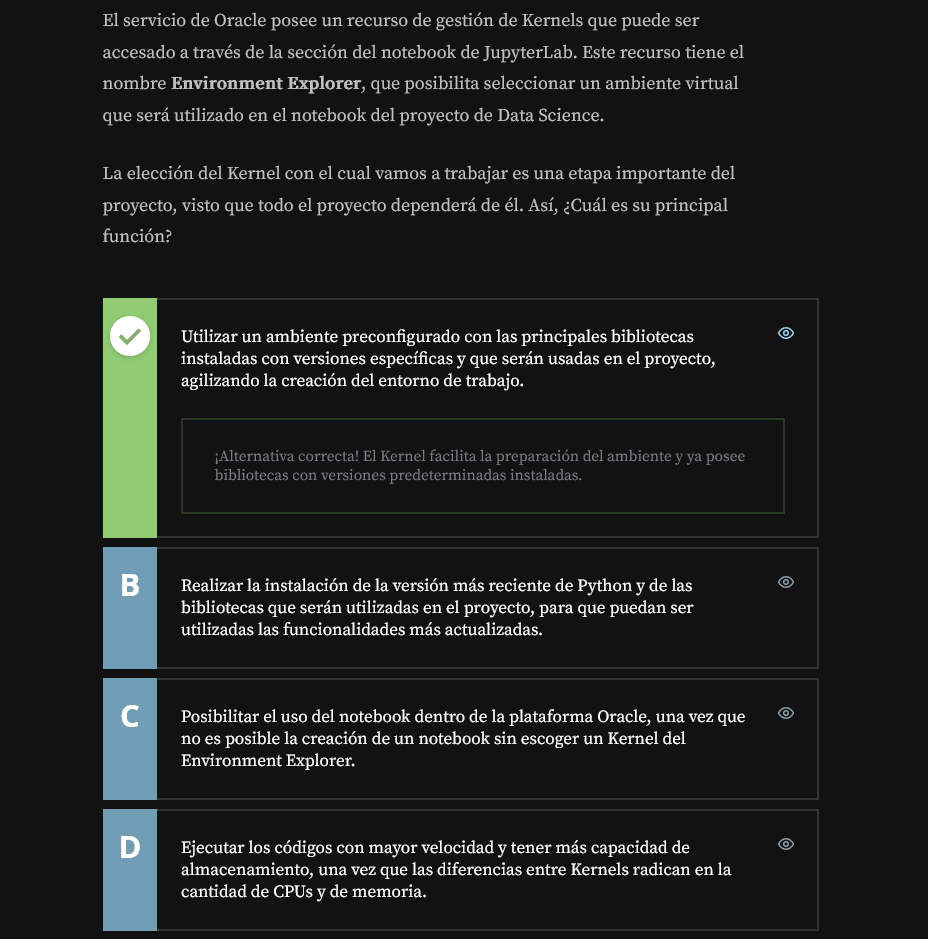 El servicio de Oracle posee un recurso de gestión de Kernels que puede ser
accesado a través de la sección del notebook de JupyterLab. Este recurso tiene el
nombre Environment Explorer, que posibilita seleccionar un ambiente virtual
que será utilizado en el notebook del proyecto de Data Science.
La elección del Kernel con el cual vamos a trabajar es una etapa importante del
proyecto, visto que todo el proyecto dependerá de él. Así, ¿Cuál es su principal
función?
Utilizar un ambiente preconfigurado con las principales bibliotecas
instaladas con versiones específicas y que serán usadas en el proyecto,
agilizando la creación del entorno de trabajo.
¡Alternativa correcta! El Kernel facilita la preparación del ambiente y ya posee
bibliotecas con versiones predeterminadas instaladas.
B
Realizar la instalación de la versión más reciente de Python y de las
bibliotecas que serán utilizadas en el proyecto, para que puedan ser
utilizadas las funcionalidades más actualizadas.
C
Posibilitar el uso del notebook dentro de la plataforma Oracle, una vez que
no es posible la creación de un notebook sin escoger un Kernel del
Environment Explorer.
D
Ejecutar los códigos con mayor velocidad y tener más capacidad de
almacenamiento, una vez que las diferencias entre Kernels radican en la
cantidad de CPUs y de memoria.